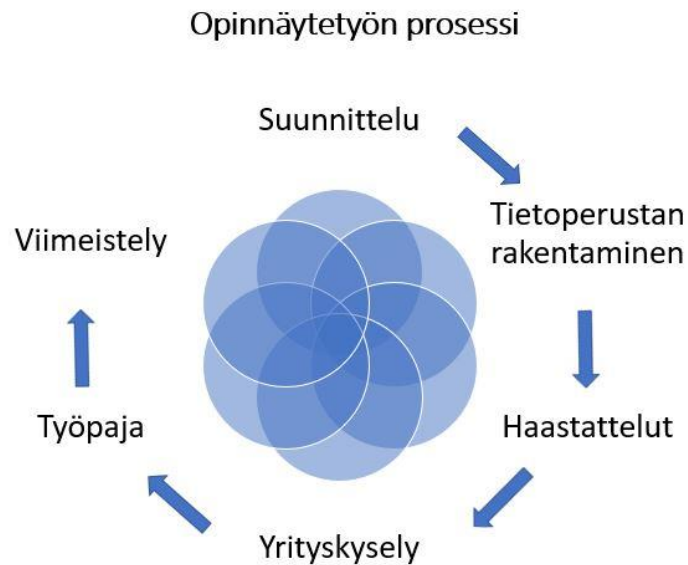 Opinnäytetyön prosessi
Suunnittelu
Tietoperustan
rakentaminen
Haastattelut
Yrityskysely
Työpaja
Viimeistely